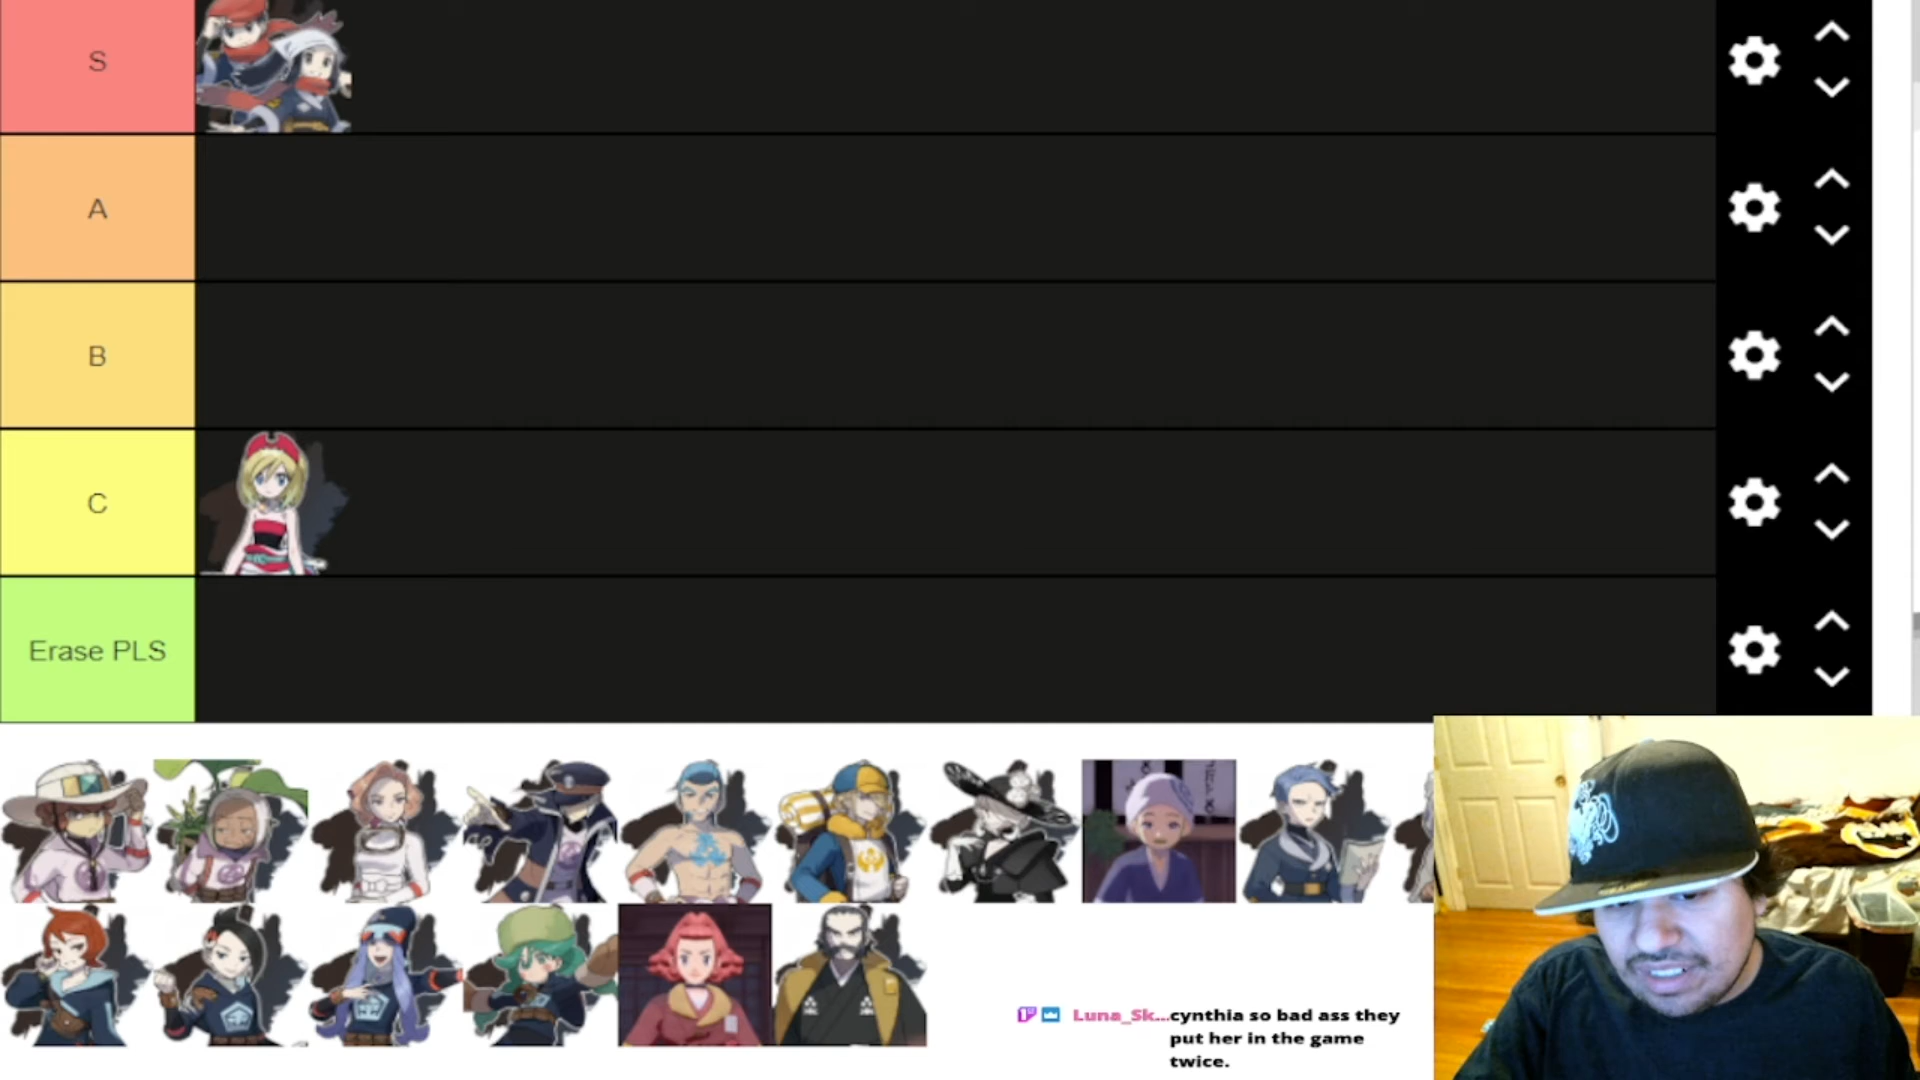 S
A
B
C
Erase PLS
Luna_Sk...cynthia so bad ass they
put her in the game
twice.